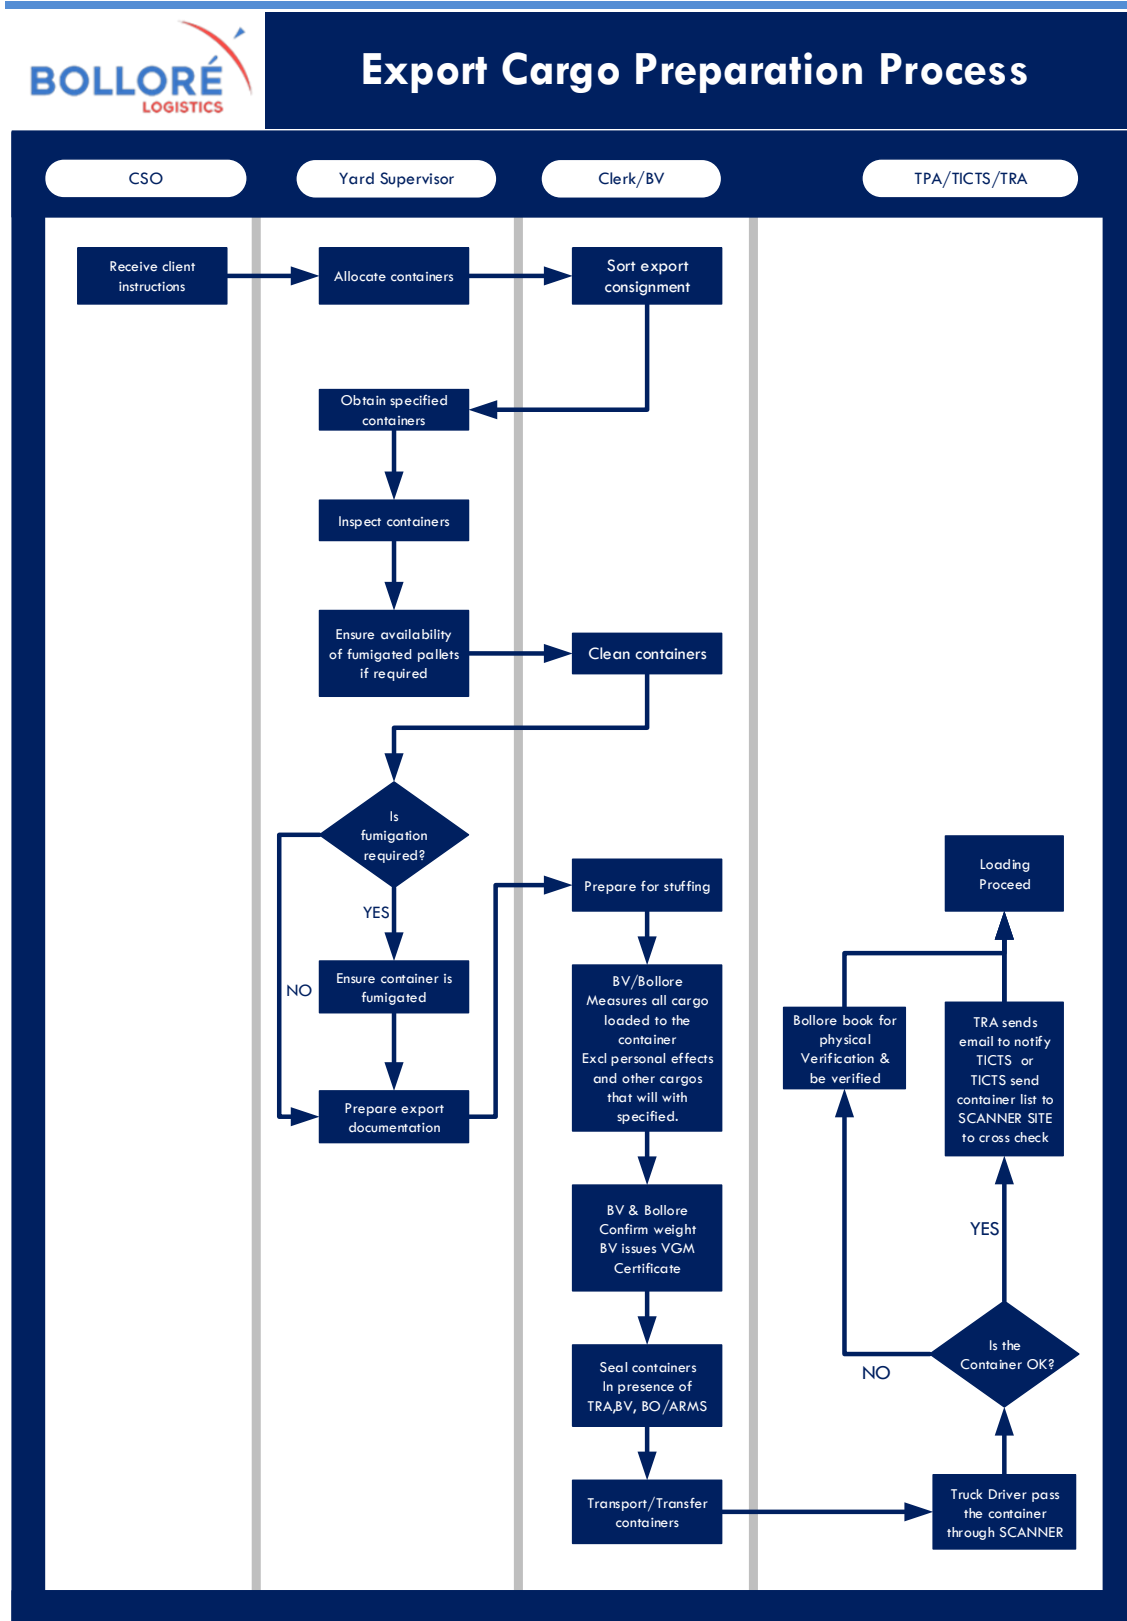 BOLLORÉ
LOGISTICS
Export Cargo Preparation Process
CSO
Yard Supervisor
Clerk/BV
TPA/TICTS/TRA
Receive client
instructions
Allocate containers
Sort export
consignment
Obtain specified
containers
Inspect containers
Ensure availability
of fumigated pallets
if required
Clean containers
Is
fumigation
required?
YES
NO
Ensure container is
fumigated
Prepare export
documentation
Prepare for stuffing
BV/Bollore
Measures all cargo
loaded to the
container
Excl personal effects
and other cargos
that will with
specified.
BV & Bollore
Confirm weight
BV issues VGM
Certificate
Seal containers
In presence of
TRA,BV, BO/ARMS
Transport/Transfer
containers
Truck Driver pass
the container
through SCANNER
Is the
Container OK?
NO
YES
Bollore book for
physical
Verification &
be verified
TRA sends
email to notify
TICTS or
TICTS send
container list to
SCANNER SITE
to cross check
Loading
Proceed